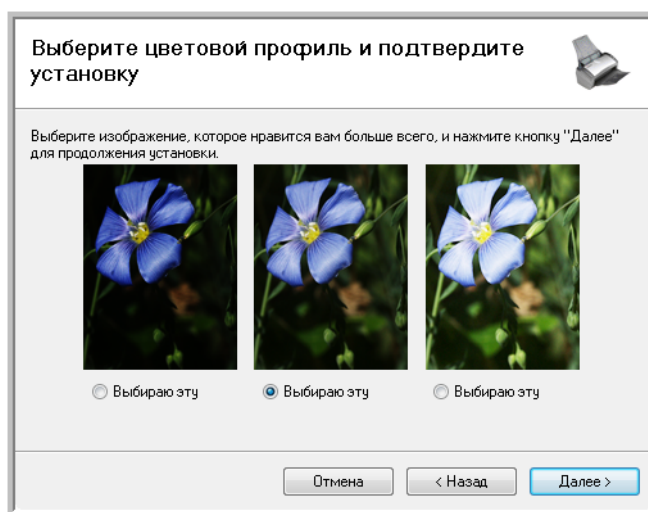 Выберите цветовой профиль и подтвердите
установку
Выберите изображение, которое нравится вам больше всего, и нажмите кнопку "Далее"
для продолжения установки.
Выбираю эту
Выбираю эту
Выбираю эту
Отмена
< Назад
Далее >